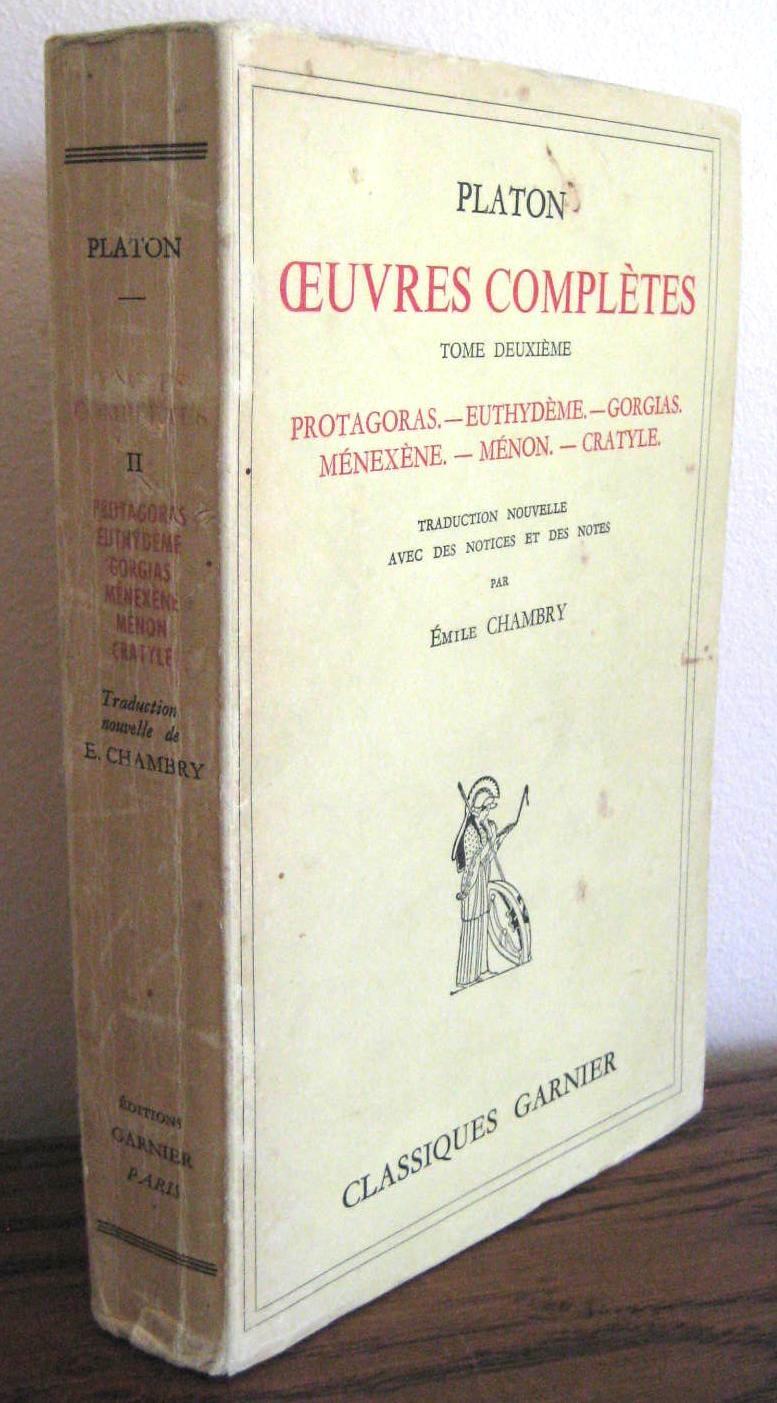 PLATON
II
PROTAGORAS
EUTHYDÈME
GORGIAS
MÉNEXÈNE
MÉNON
CRATYLE
Traduction
nouvelle de
E. CHAMBRY
ÉDITIONS
GARNIER
PARIS
PLATON
ŒUVRES COMPLÈTES
TOME DEUXIÈME
PROTAGORAS.—EUTHYDÈME.—GORGIAS.
MÉNEXÈNE. — MÉNON. — CRATYLE.
TRADUCTION NOUVELLE
AVEC DES NOTICES ET DES NOTES
PAR
ÉMILE CHAMBRY
CLASSIQUES GARNIER